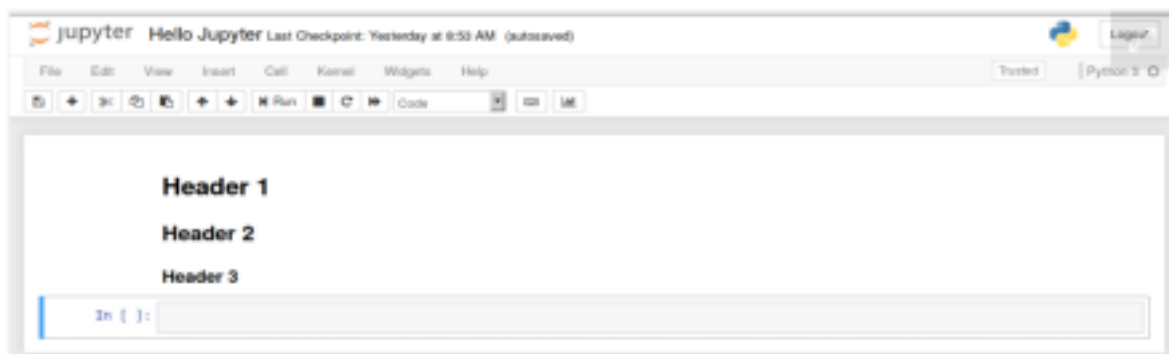 jupyter Hello Jupyter Last Checkpoint: Yesterday at 8:53 AM (autosaved) Logout
File Edit View Insert Cell Kernel Widgets Help Trusted Python 3
Run Code
Header 1
Header 2
Header 3
In [ ]: